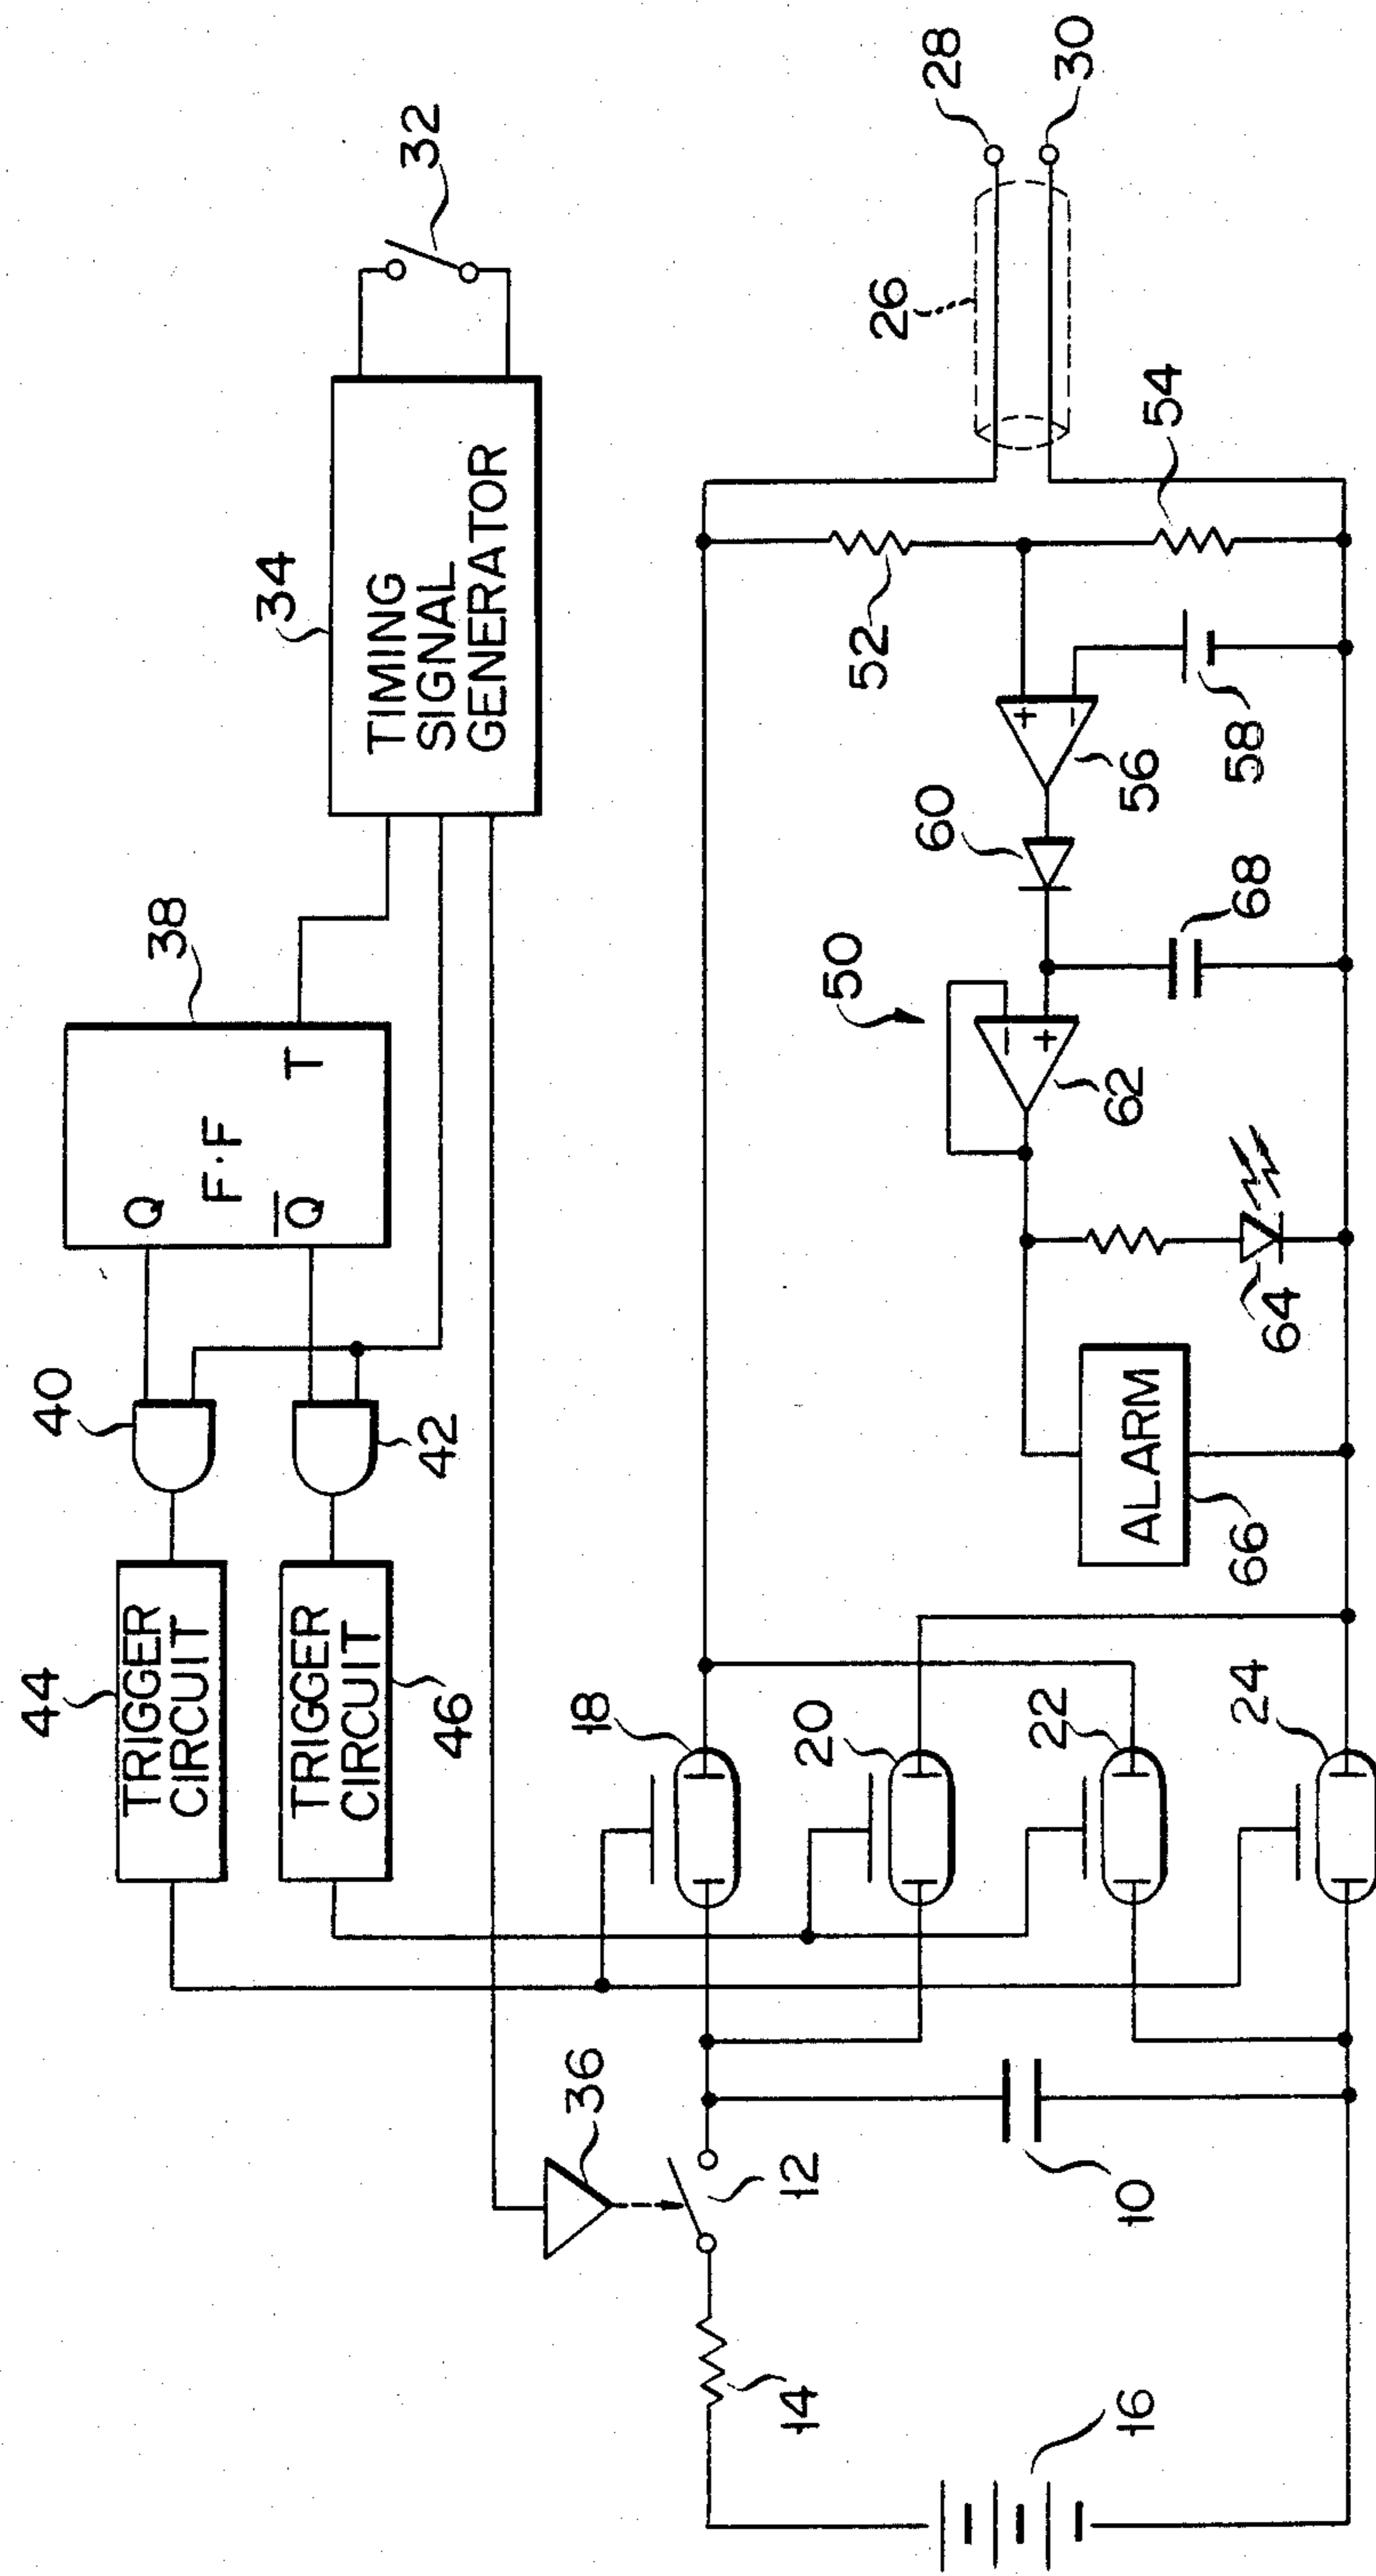 44
TRIGGER
CIRCUIT
40
38
Q
F·F
Q̅
T
46
TRIGGER
CIRCUIT
42
34
TIMING
SIGNAL
GENERATOR
32
36
16
14
12
10
18
20
22
24
66
ALARM
64
50
62
68
60
56
58
52
54
26
28
30
+
−
−
+